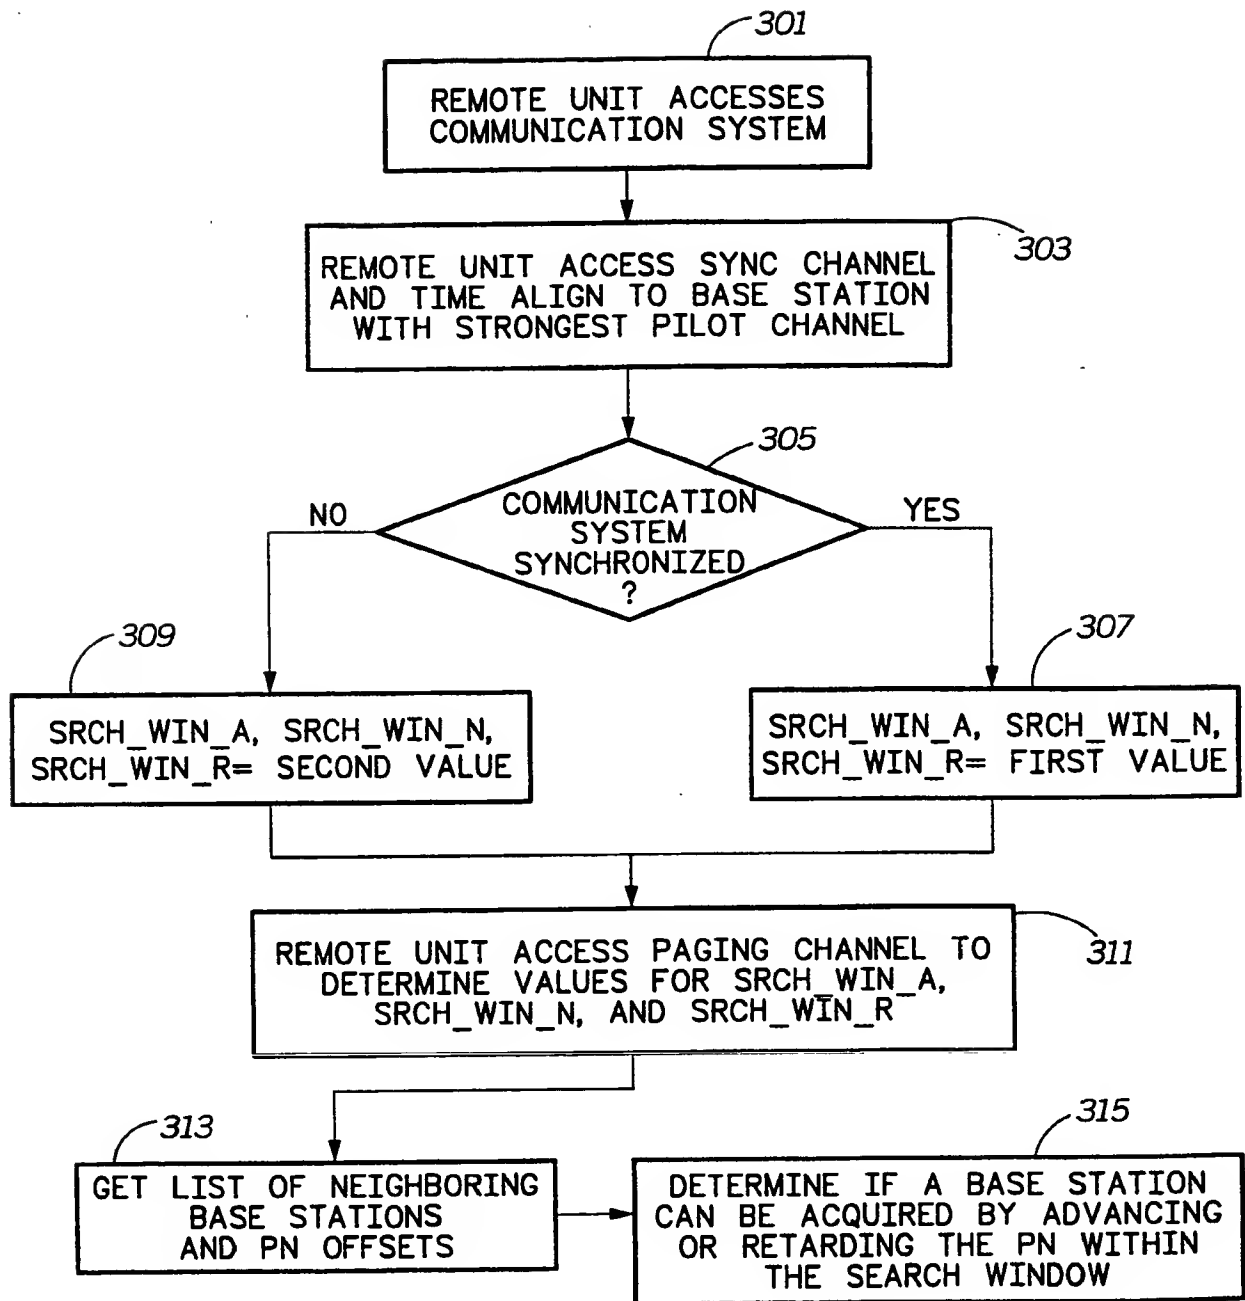 301
REMOTE UNIT ACCESSES
COMMUNICATION SYSTEM
303
REMOTE UNIT ACCESS SYNC CHANNEL
AND TIME ALIGN TO BASE STATION
WITH STRONGEST PILOT CHANNEL
305
COMMUNICATION
SYSTEM
SYNCHRONIZED
?
NO
YES
309
SRCH_WIN_A, SRCH_WIN_N,
SRCH_WIN_R= SECOND VALUE
307
SRCH_WIN_A, SRCH_WIN_N,
SRCH_WIN_R= FIRST VALUE
311
REMOTE UNIT ACCESS PAGING CHANNEL TO
DETERMINE VALUES FOR SRCH_WIN_A,
SRCH_WIN_N, AND SRCH_WIN_R
313
GET LIST OF NEIGHBORING
BASE STATIONS
AND PN OFFSETS
315
DETERMINE IF A BASE STATION
CAN BE ACQUIRED BY ADVANCING
OR RETARDING THE PN WITHIN
THE SEARCH WINDOW